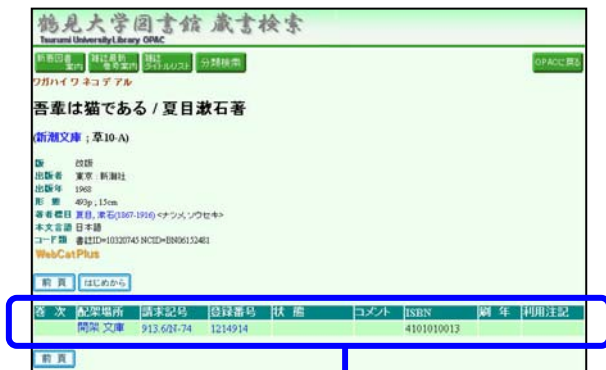 鶴見大学図書館 蔵書検索
Tsurumi University Library OPAC
新着図書案内 雑誌最新巻号案内 雑誌タイトルリスト 分類検索 OPACに戻る
ワガハイ ワ ネコ デ アル
吾輩は猫である / 夏目漱石著
(新潮文庫 ; 草10-A)
版 改版
出版者 東京 : 新潮社
出版年 1968
形 態 493p ; 15cm
著者標目 夏目, 漱石(1867-1916) <ナツメ, ソウセキ>
本文言語 日本語
コード類 書誌ID=10320745 NCID=BN06152481
WebCatPlus
前 頁 はじめから
巻 次 配架場所 請求記号 登録番号 状 態 コメント ISBN 刷 年 利用注記
開架 文庫 1214914 4101010013
前 頁